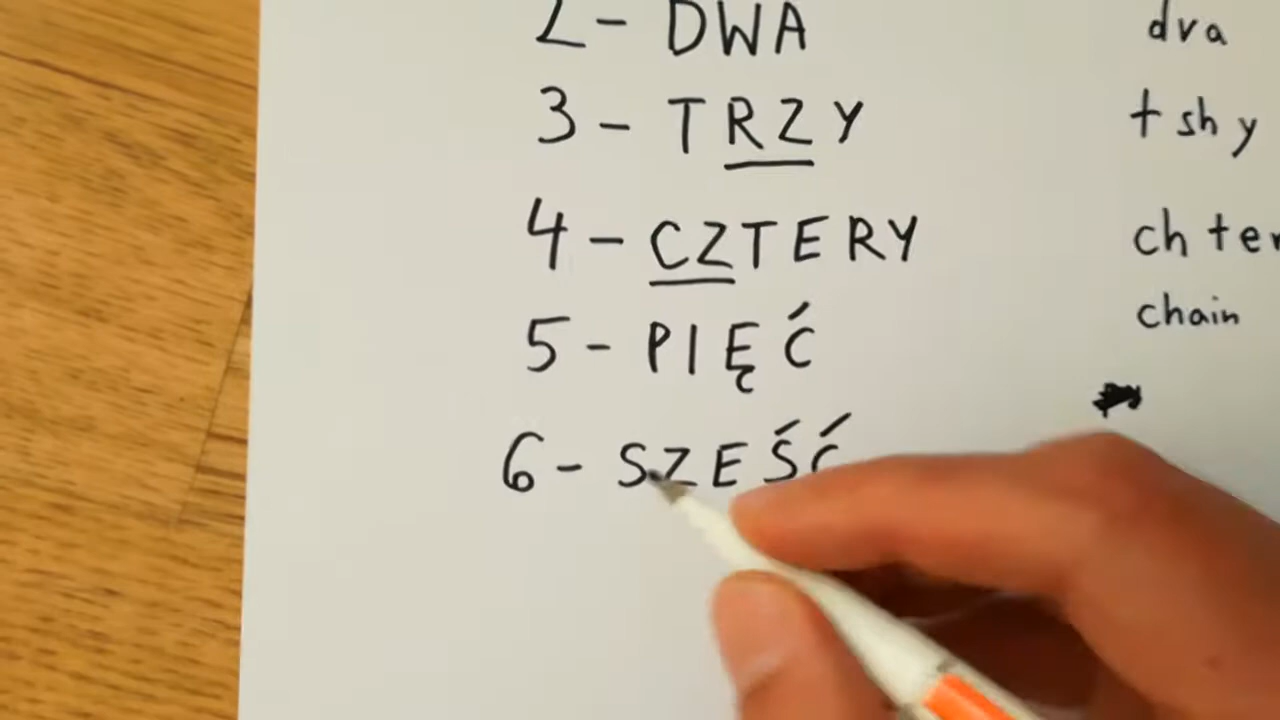 2 - DWA dva
3 - TRZY tshy
4 - CZTERY chter
chain
5 - PIĘĆ
6 - SZEŚĆ